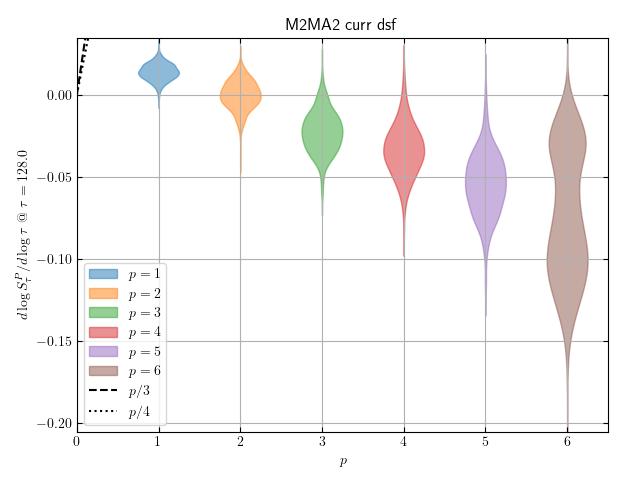 M2MA2 curr dsf
d log S_τ^P / d log τ @ τ = 128.0
0.00
−0.05
−0.10
−0.15
−0.20
p = 1
p = 2
p = 3
p = 4
p = 5
p = 6
p/3
p/4
0 1 2 3 4 5 6
p